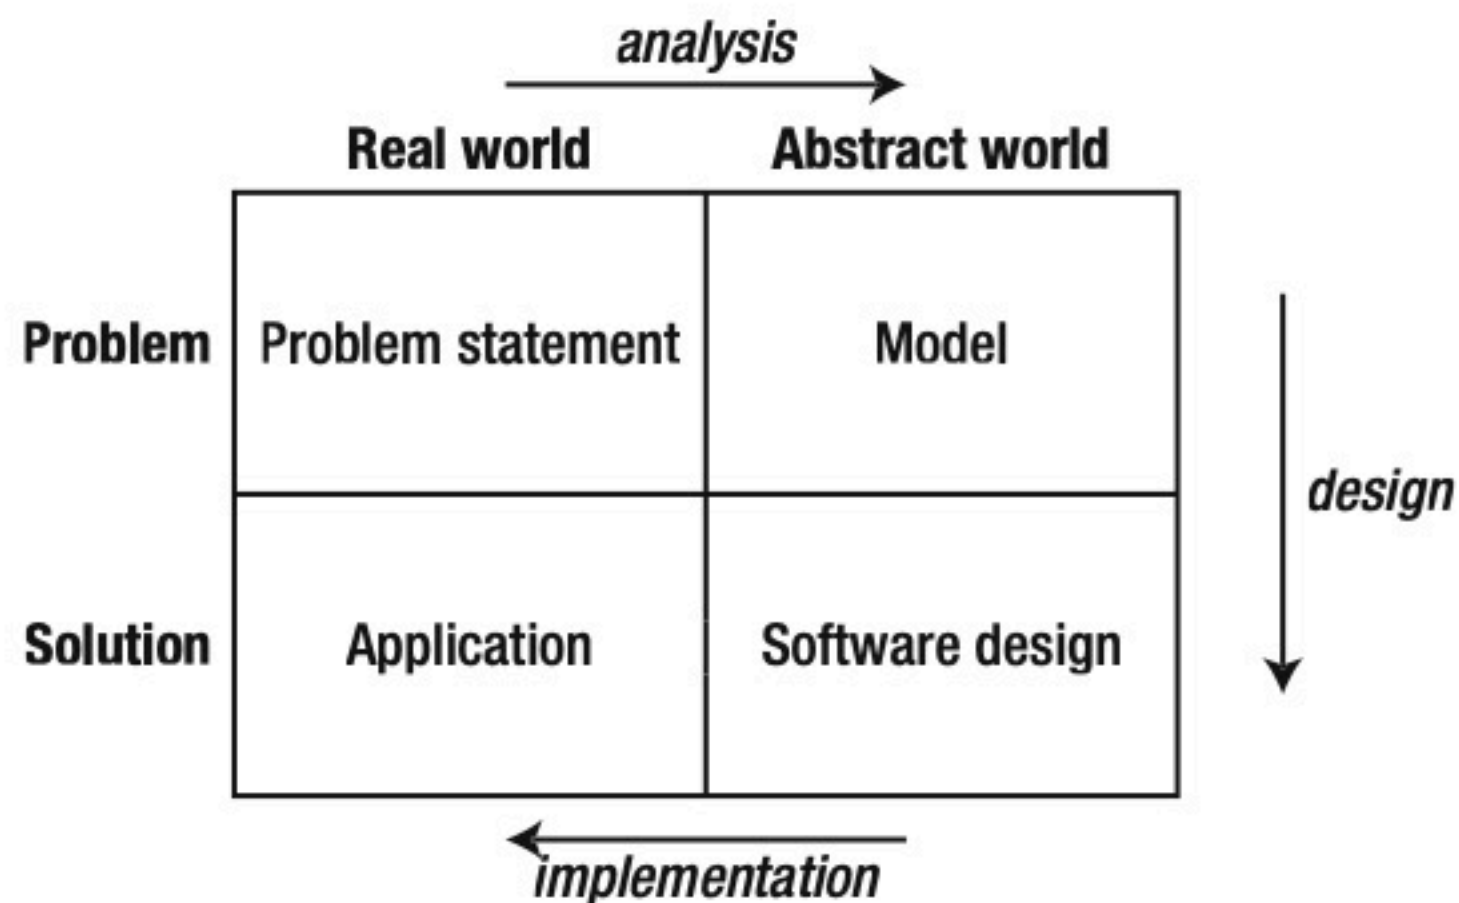 analysis
Real world Abstract world
Problem Problem statement Model
design
Solution Application Software design
implementation